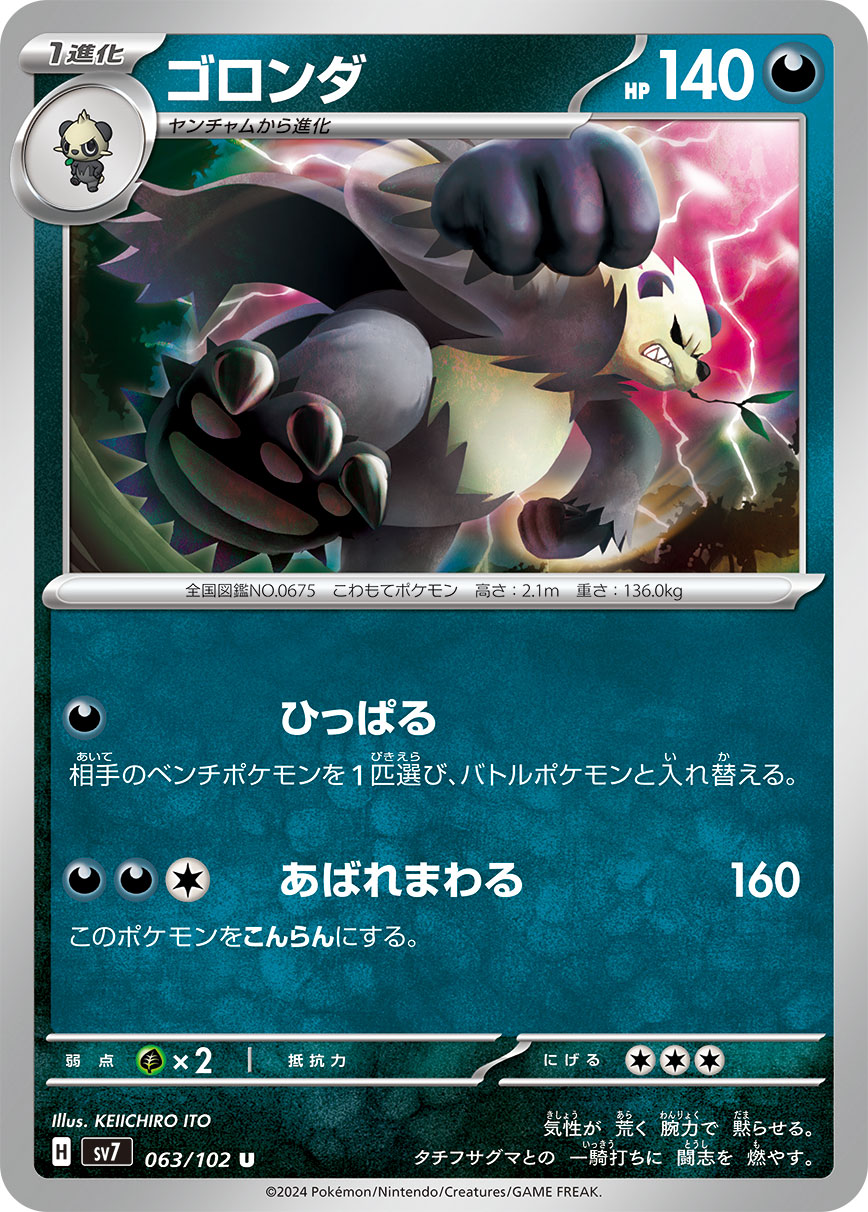 1進化
ゴロンダ
HP 140
ヤンチャムから進化
全国図鑑NO.0675 こわもてポケモン 高さ:2.1m 重さ:136.0kg
ひっぱる
相手のベンチポケモンを1匹選び、バトルポケモンと入れ替える。
あばれまわる 160
このポケモンをこんらんにする。
弱点 ×2 抵抗力 にげる
Illus. KEIICHIRO ITO
気性が 荒く 腕力で 黙らせる。
タチフサグマとの 一騎打ちに 闘志を 燃やす。
H sv7 063/102 U
©2024 Pokémon/Nintendo/Creatures/GAME FREAK.